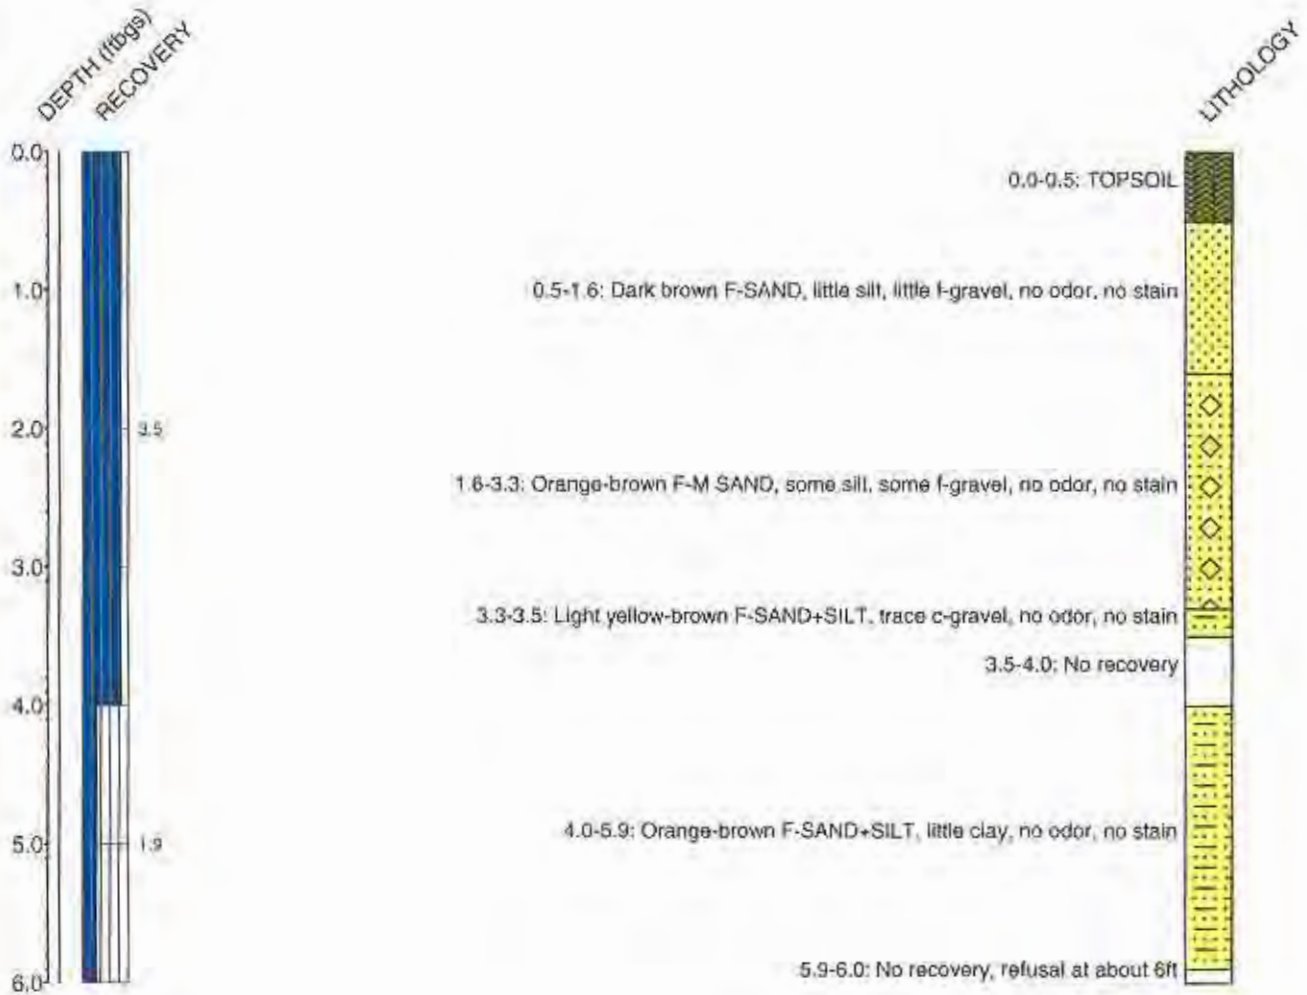 DEPTH (ftbgs)
RECOVERY
LITHOLOGY
0.0
0.0-0.5: TOPSOIL
1.0
0.5-1.6: Dark brown F-SAND, little silt, little f-gravel, no odor, no stain
2.0
3.5
1.6-3.3: Orange-brown F-M SAND, some silt, some f-gravel, no odor, no stain
3.0
3.3-3.5: Light yellow-brown F-SAND+SILT, trace c-gravel, no odor, no stain
3.5-4.0: No recovery
4.0
4.0-5.9: Orange-brown F-SAND+SILT, little clay, no odor, no stain
5.0
1.9
5.9-6.0: No recovery, refusal at about 6ft
6.0